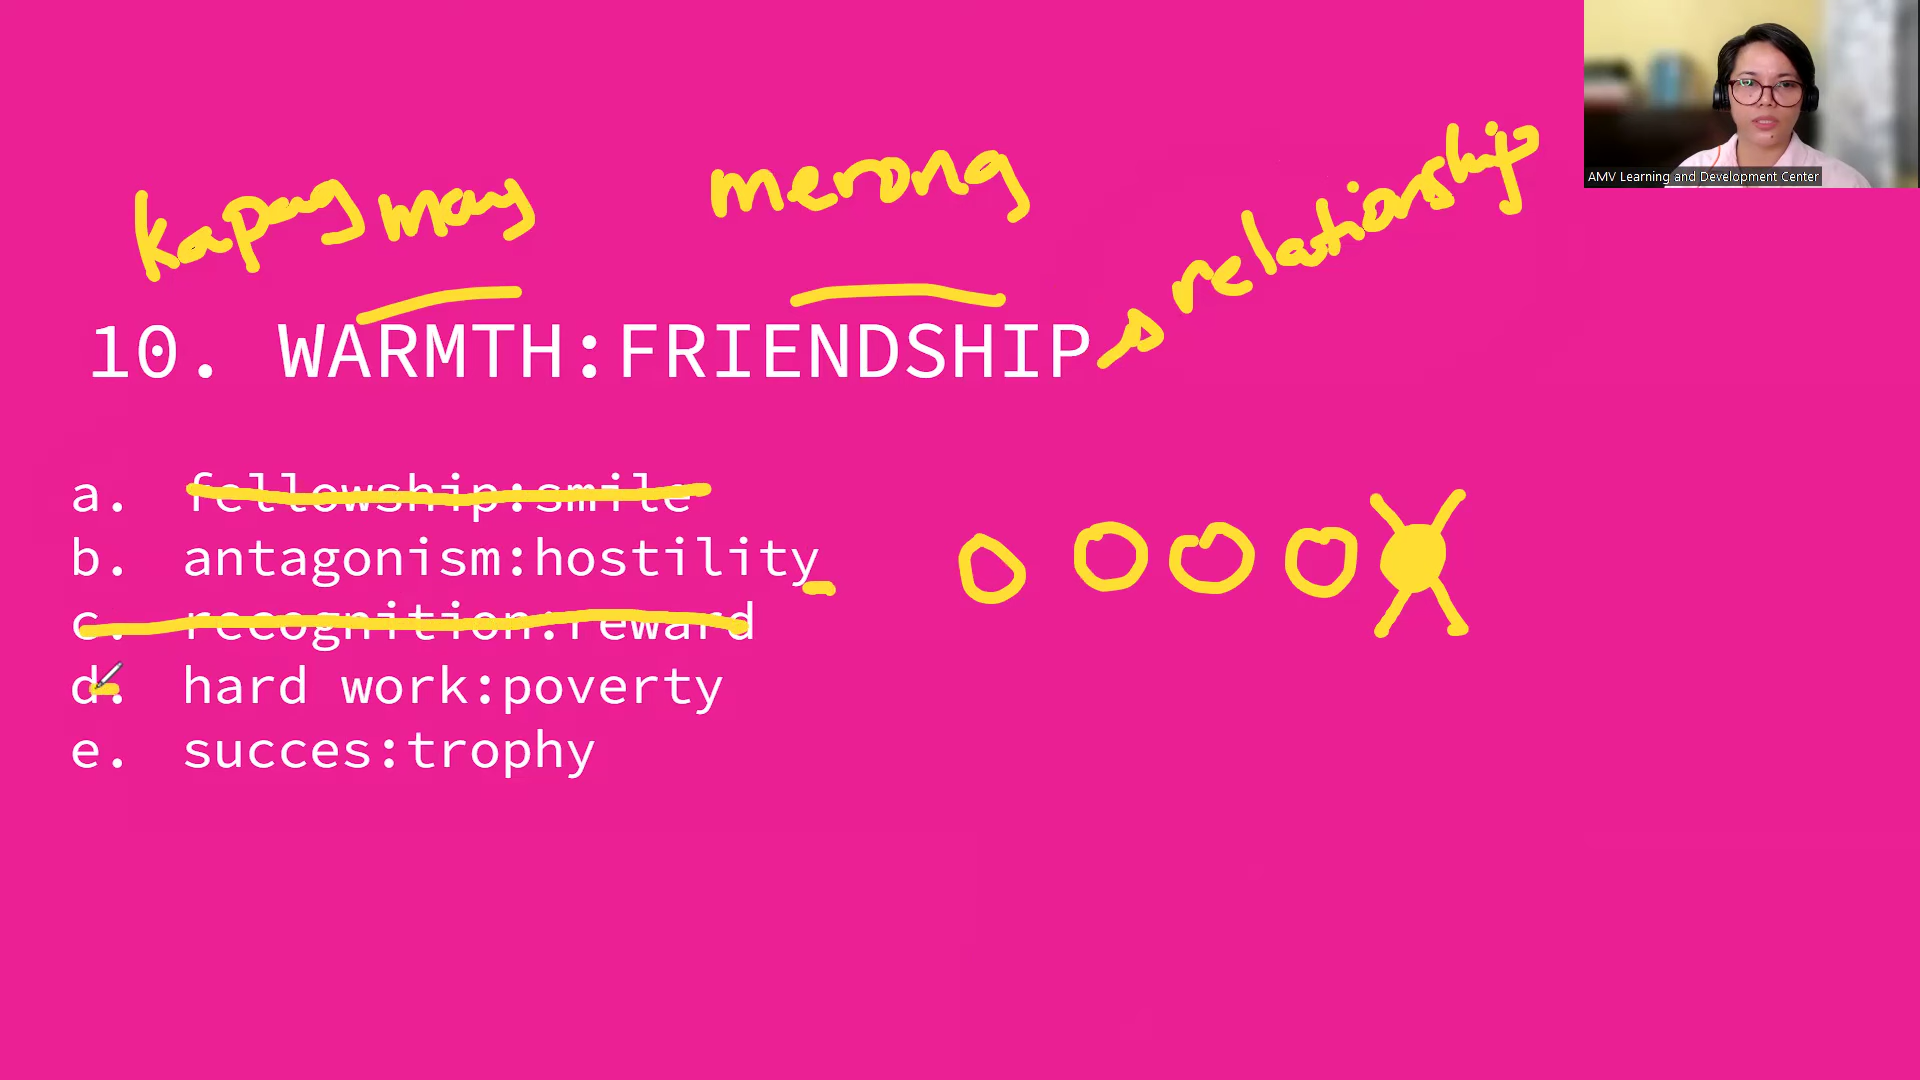 AMV Learning and Development Center
kapag may merong relationship
10. WARMTH:FRIENDSHIP
a. fellowship:smile
b. antagonism:hostility
c. recognition:reward
d. hard work:poverty
e. succes:trophy